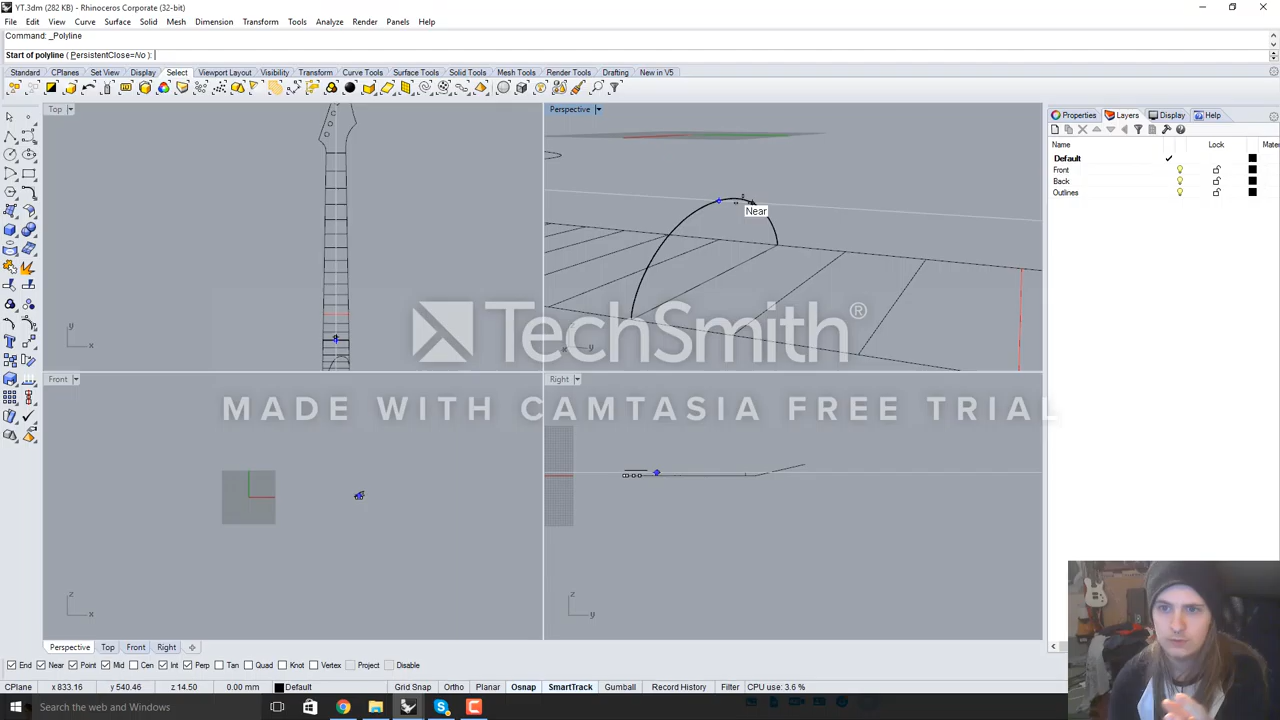 YT.3dm (282 KB) - Rhinoceros Corporate (32-bit)
File Edit View Curve Surface Solid Mesh Dimension Transform Tools Analyze Render Panels Help
Command: _Polyline
Start of polyline ( PersistentClose=No ):
Standard CPlanes Set View Display Select Viewport Layout Visibility Transform Curve Tools Surface Tools Solid Tools Mesh Tools Render Tools Drafting New in V5
Top
Perspective
Properties Layers Display Help
Name Lock Mater
Default
Front
Back
Outlines
Near
y
x
y
TechSmith®
MADE WITH CAMTASIA FREE TRIAL
Front
Right
z
x
z
y
Perspective Top Front Right
End Near Point Mid Cen Int Perp Tan Quad Knot Vertex Project Disable
CPlane x 833.16 y 540.46 z 14.50 0.00 mm Default Grid Snap Ortho Planar Osnap SmartTrack Gumball Record History Filter CPU use: 3.6 %
Search the web and Windows